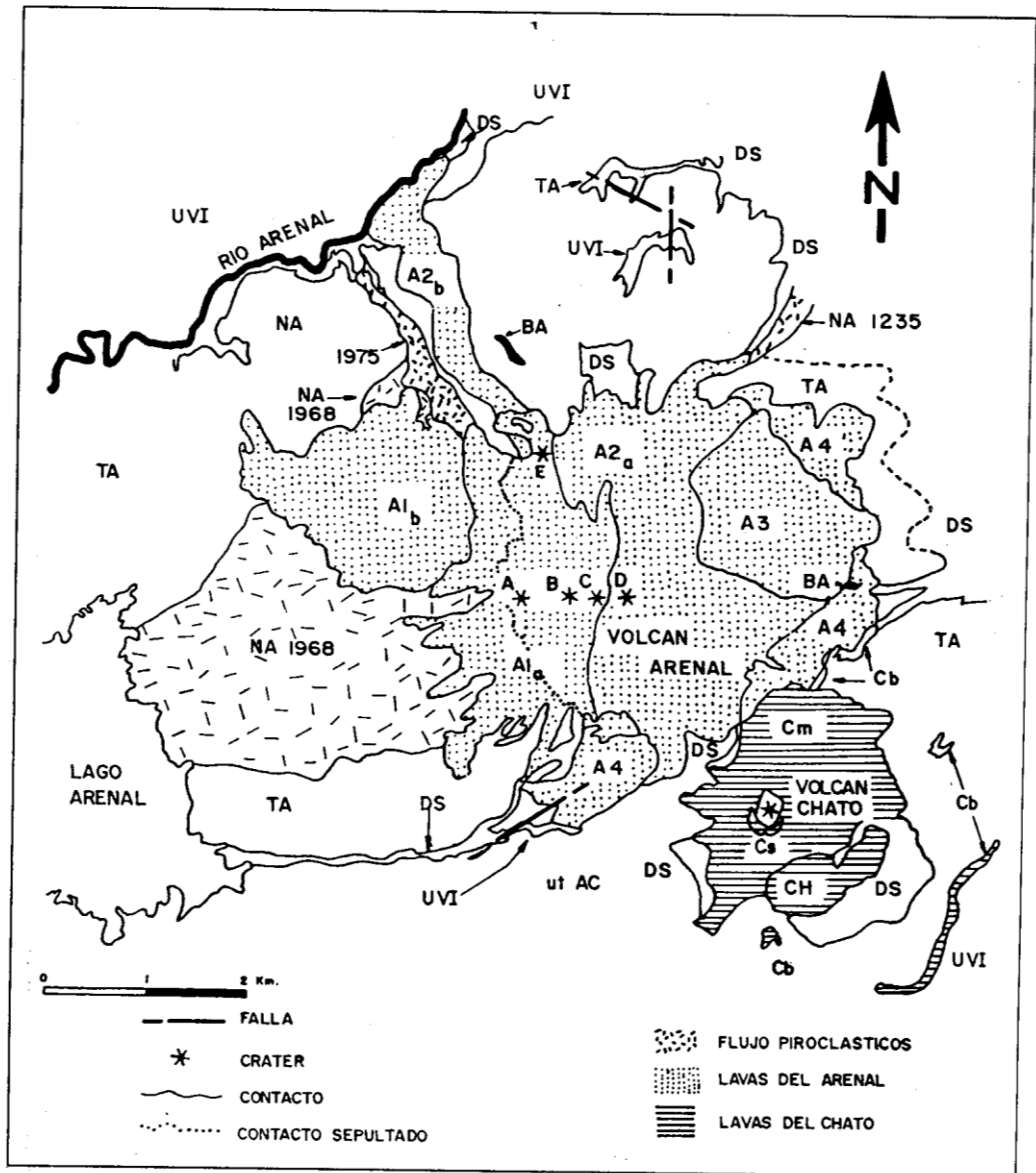 UVI
DS
UVI
RIO ARENAL
TA
DS
UVI
DS
N
A2b
NA
BA
NA 1235
1975
DS
NA
1968
TA
A4
TA
E
A2a
A1b
A3
DS
A
B
C
D
BA
NA 1968
VOLCAN
ARENAL
A4
TA
A1a
Cb
DS
Cm
LAGO
ARENAL
TA
DS
A4
VOLCAN
CHATO
Cb
Cs
UVI
ut AC
DS
CH
DS
Cb
UVI
0 1 2 Km.
FALLA
CRATER
CONTACTO
CONTACTO SEPULTADO
FLUJO PIROCLASTICOS
LAVAS DEL ARENAL
LAVAS DEL CHATO